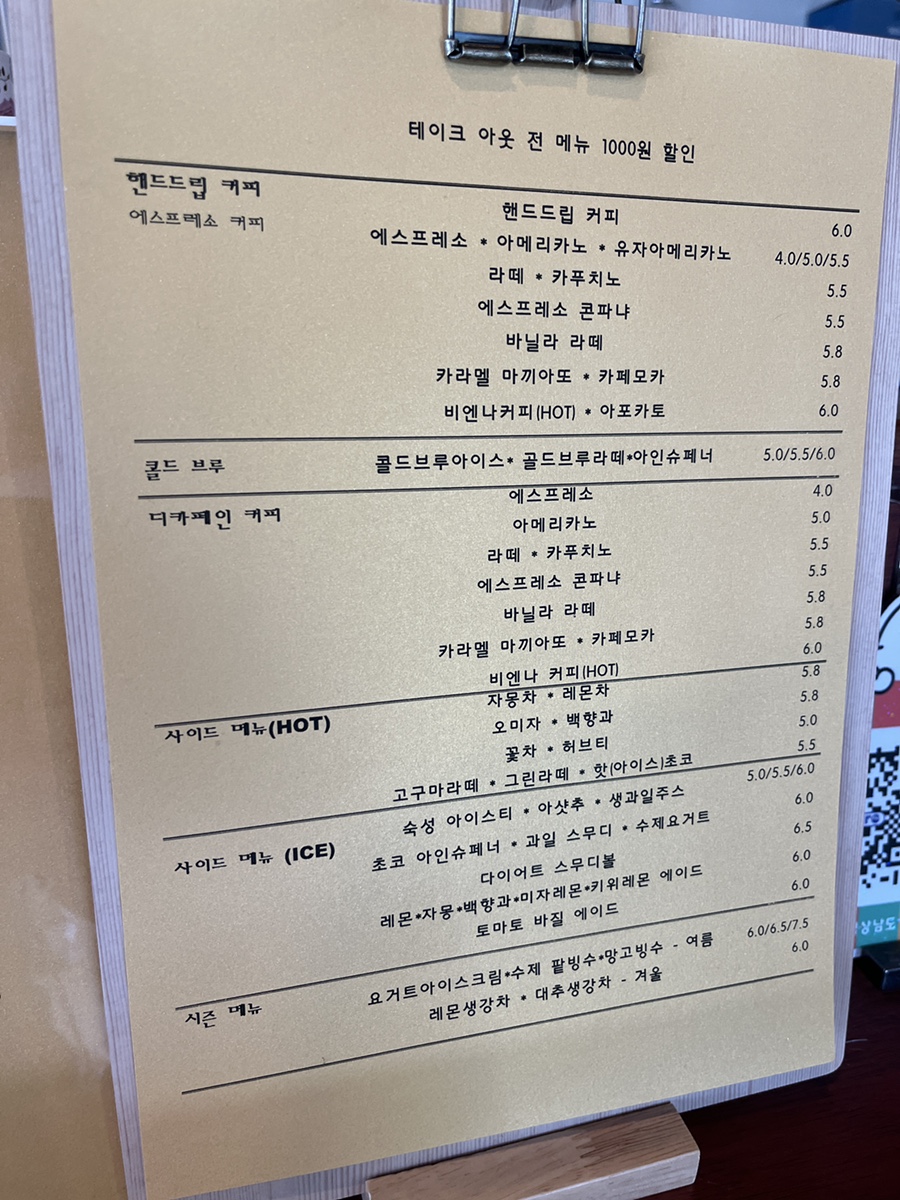 테이크 아웃 전 메뉴 1000원 할인
핸드드립 커피
핸드드립 커피 6.0
에스프레소 커피
에스프레소 * 아메리카노 * 유자아메리카노 4.0/5.0/5.5
라떼 * 카푸치노 5.5
에스프레소 콘파냐 5.5
바닐라 라떼 5.8
카라멜 마끼아또 * 카페모카 5.8
비엔나커피(HOT) * 아포카토 6.0
콜드 브루
콜드브루아이스* 골드브루라떼*아인슈페너 5.0/5.5/6.0
디카페인 커피
에스프레소 4.0
아메리카노 5.0
라떼 * 카푸치노 5.5
에스프레소 콘파냐 5.5
바닐라 라떼 5.8
카라멜 마끼아또 * 카페모카 5.8
비엔나 커피(HOT) 6.0
사이드 메뉴(HOT)
자몽차 * 레몬차 5.8
오미자 * 백향과 5.8
꽃차 * 허브티 5.0
고구마라떼 * 그린라떼 * 핫(아이스)초코 5.5
사이드 메뉴 (ICE)
숙성 아이스티 * 아샷추 * 생과일주스 5.0/5.5/6.0
초코 아인슈페너 * 과일 스무디 * 수제요거트 6.0
다이어트 스무디볼 6.5
레몬*자몽*백향과*미자레몬*키위레몬 에이드 6.0
토마토 바질 에이드 6.0
시즌 메뉴
요거트아이스크림*수제 팥빙수*망고빙수 - 여름 6.0/6.5/7.5
레몬생강차 * 대추생강차 - 겨울 6.0